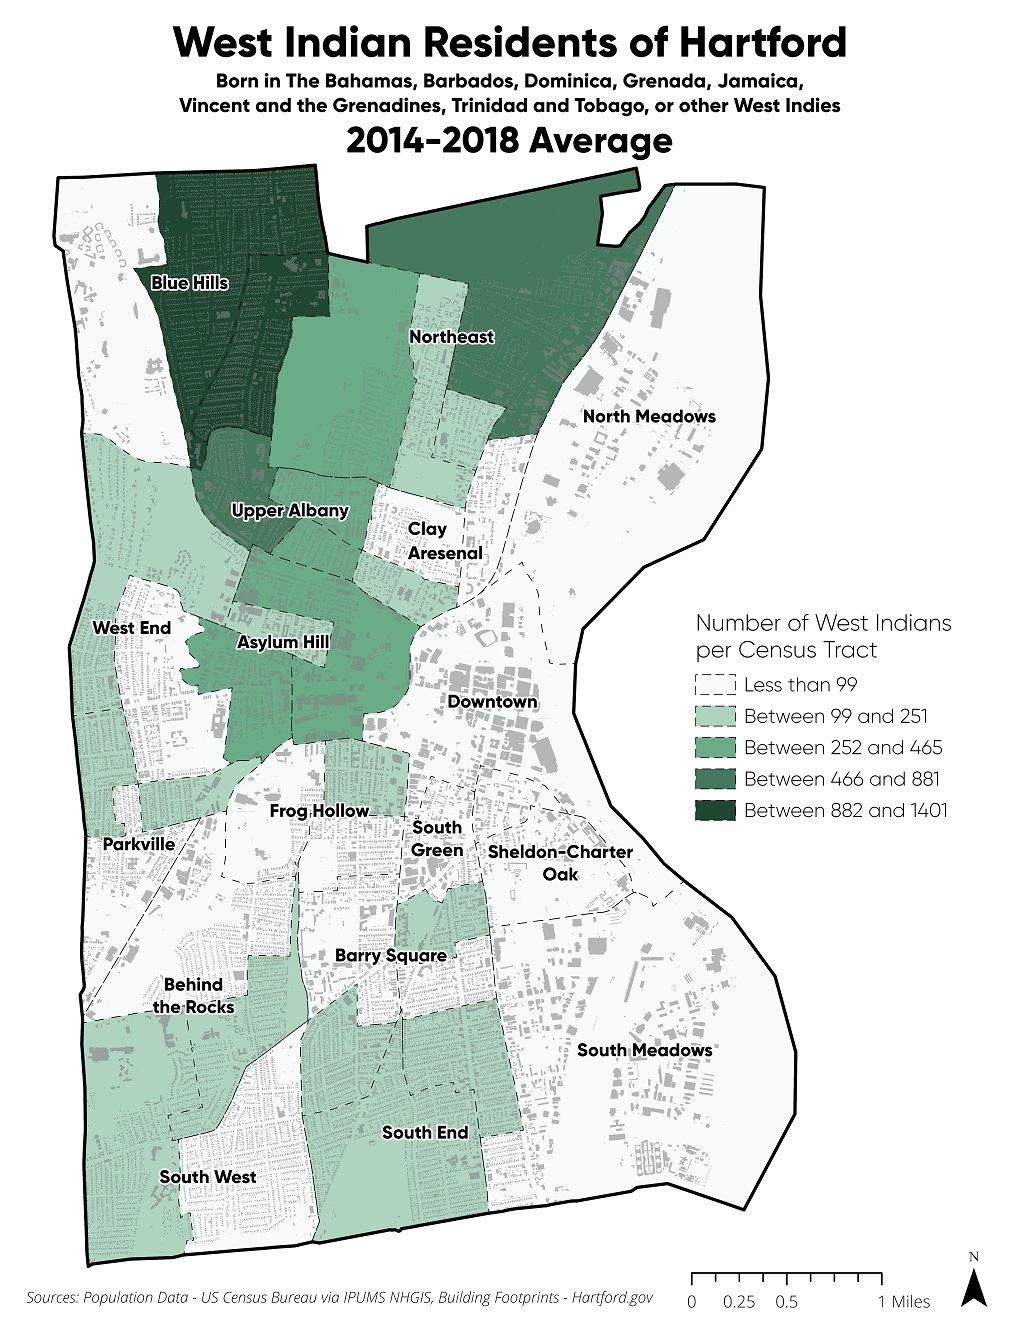 West Indian Residents of Hartford
Born in The Bahamas, Barbados, Dominica, Grenada, Jamaica,
Vincent and the Grenadines, Trinidad and Tobago, or other West Indies
2014-2018 Average
Blue Hills
Northeast
North Meadows
Upper Albany
Clay
Aresenal
West End
Asylum Hill
Downtown
Frog Hollow
South
Green
Parkville
Sheldon-Charter
Oak
Barry Square
Behind
the Rocks
South Meadows
South End
South West
Number of West Indians
per Census Tract
Less than 99
Between 99 and 251
Between 252 and 465
Between 466 and 881
Between 882 and 1401
Sources: Population Data - US Census Bureau via IPUMS NHGIS, Building Footprints - Hartford.gov
0 0.25 0.5 1 Miles
N